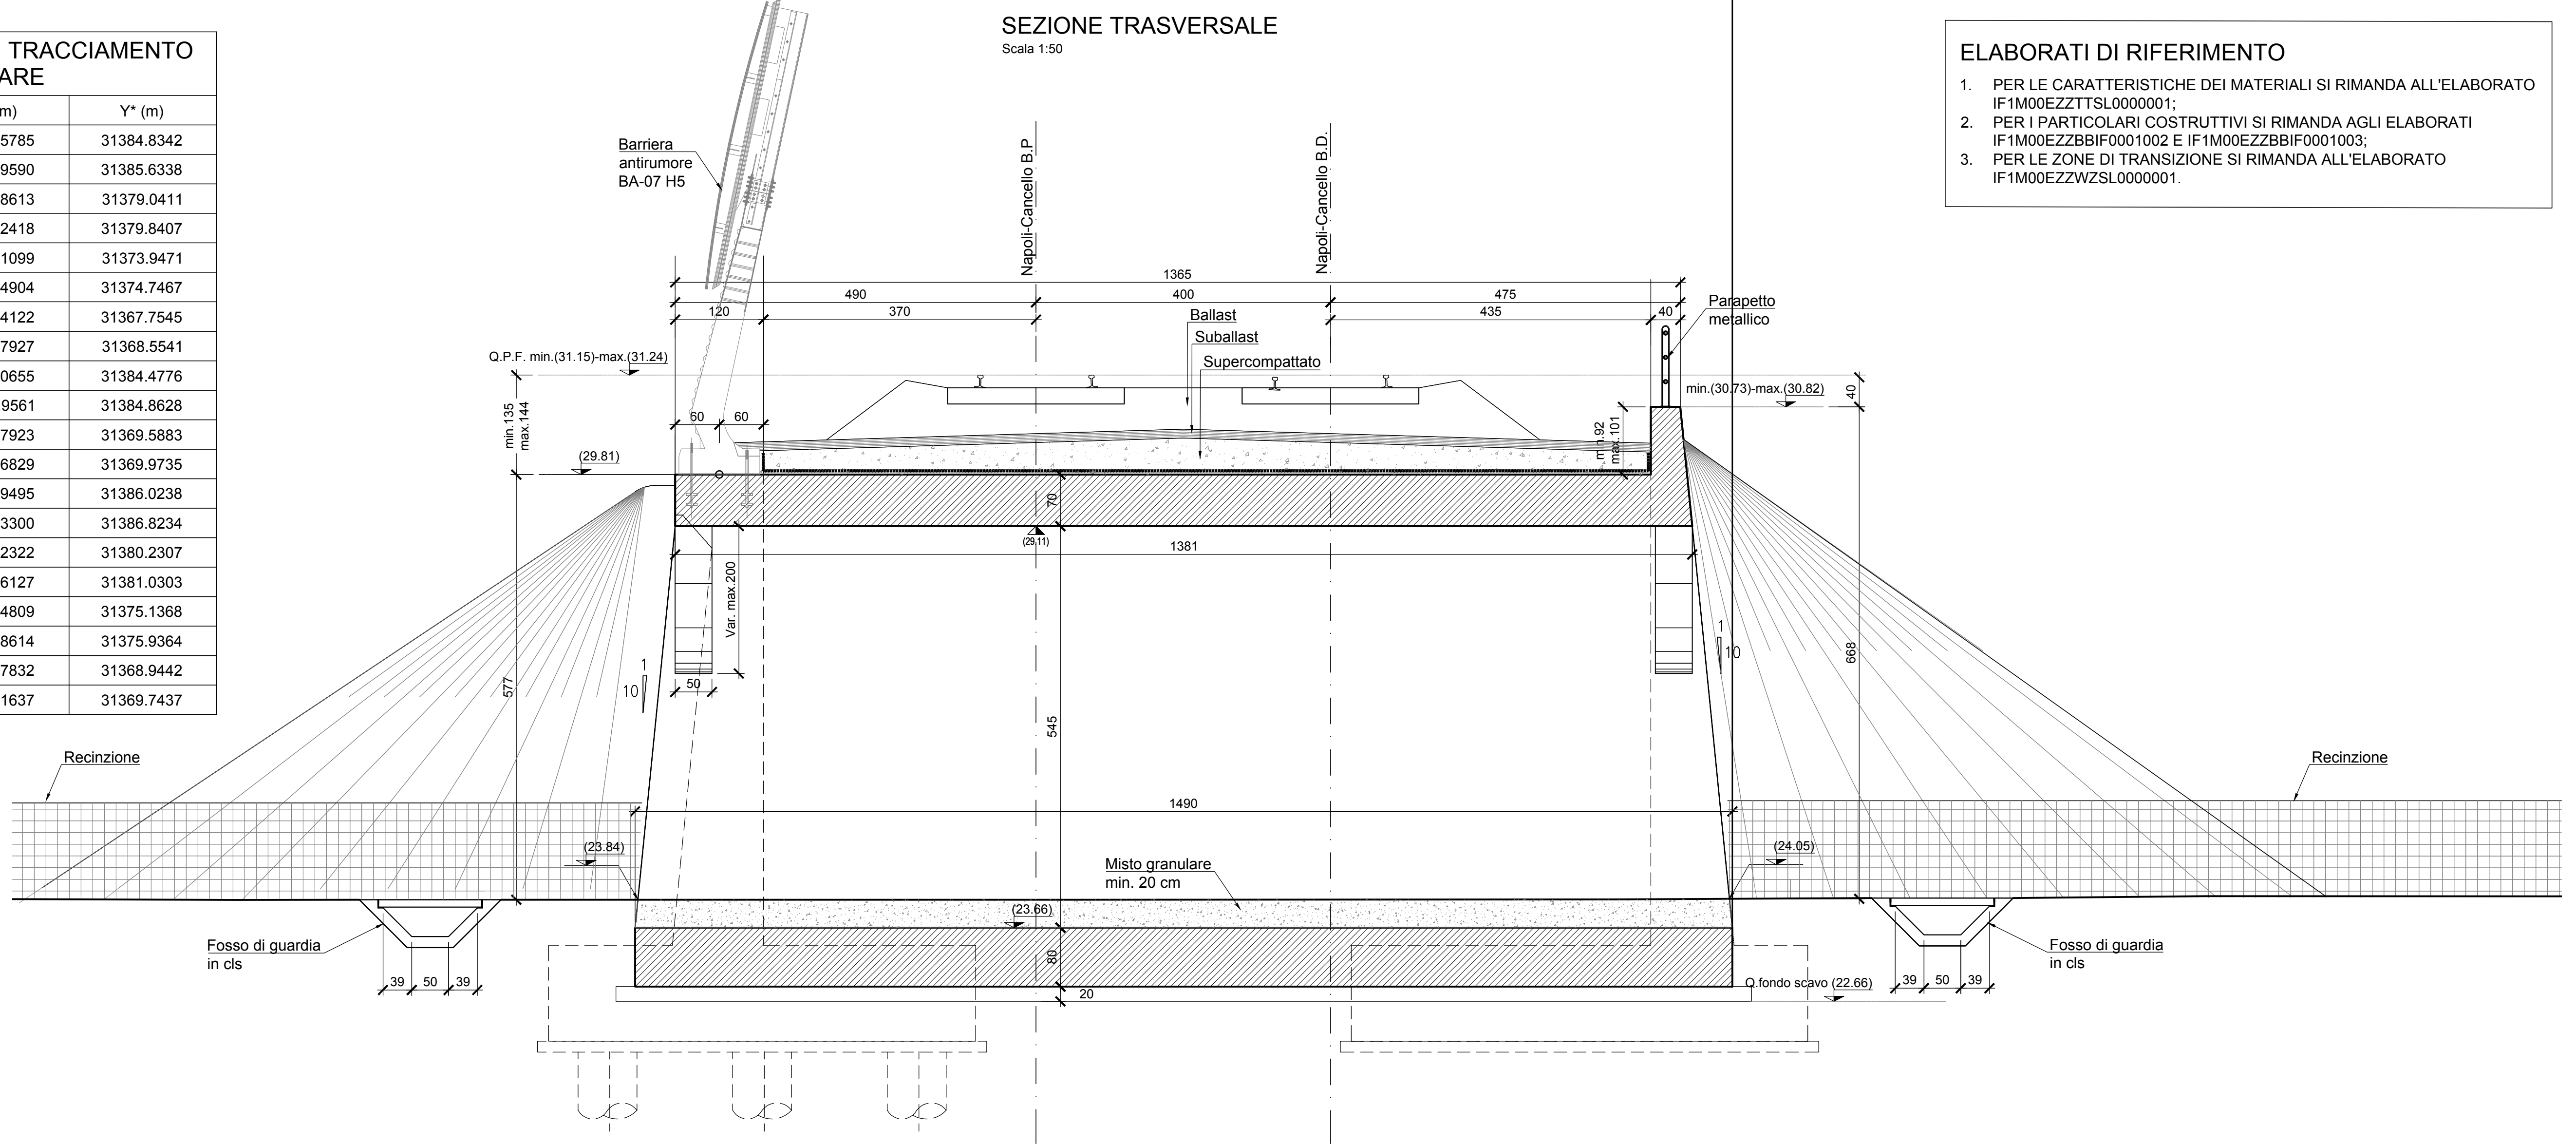 TRACCIAMENTO
ARE
m) Y* (m)
5785 31384.8342
9590 31385.6338
8613 31379.0411
2418 31379.8407
1099 31373.9471
4904 31374.7467
4122 31367.7545
7927 31368.5541
0655 31384.4776
9561 31384.8628
7923 31369.5883
6829 31369.9735
9495 31386.0238
3300 31386.8234
2322 31380.2307
6127 31381.0303
4809 31375.1368
8614 31375.9364
7832 31368.9442
1637 31369.7437
SEZIONE TRASVERSALE
Scala 1:50
ELABORATI DI RIFERIMENTO
1. PER LE CARATTERISTICHE DEI MATERIALI SI RIMANDA ALL'ELABORATO
IF1M00EZZTTSL0000001;
2. PER I PARTICOLARI COSTRUTTIVI SI RIMANDA AGLI ELABORATI
IF1M00EZZBBIF0001002 E IF1M00EZZBBIF0001003;
3. PER LE ZONE DI TRANSIZIONE SI RIMANDA ALL'ELABORATO
IF1M00EZZWZSL0000001.
Barriera
antirumore
BA-07 H5
Napoli-Cancello B.P
Napoli-Cancello B.D.
1365
490 400 475
120 370 435 40
Parapetto
metallico
Ballast
Suballast
Supercompattato
Q.P.F. min.(31.15)-max.(31.24)
min.(30.73)-max.(30.82)
40
min.135
max.144
60 60
min.92
max.101
(29.81)
70
(29.11)
1381
Var. max.200
50
1
10
1
10
577
545
668
Recinzione
Recinzione
1490
(23.84)
(24.05)
Misto granulare
min. 20 cm
(23.66)
80
20
Q.fondo scavo (22.66)
Fosso di guardia
in cls
39 50 39
Fosso di guardia
in cls
39 50 39